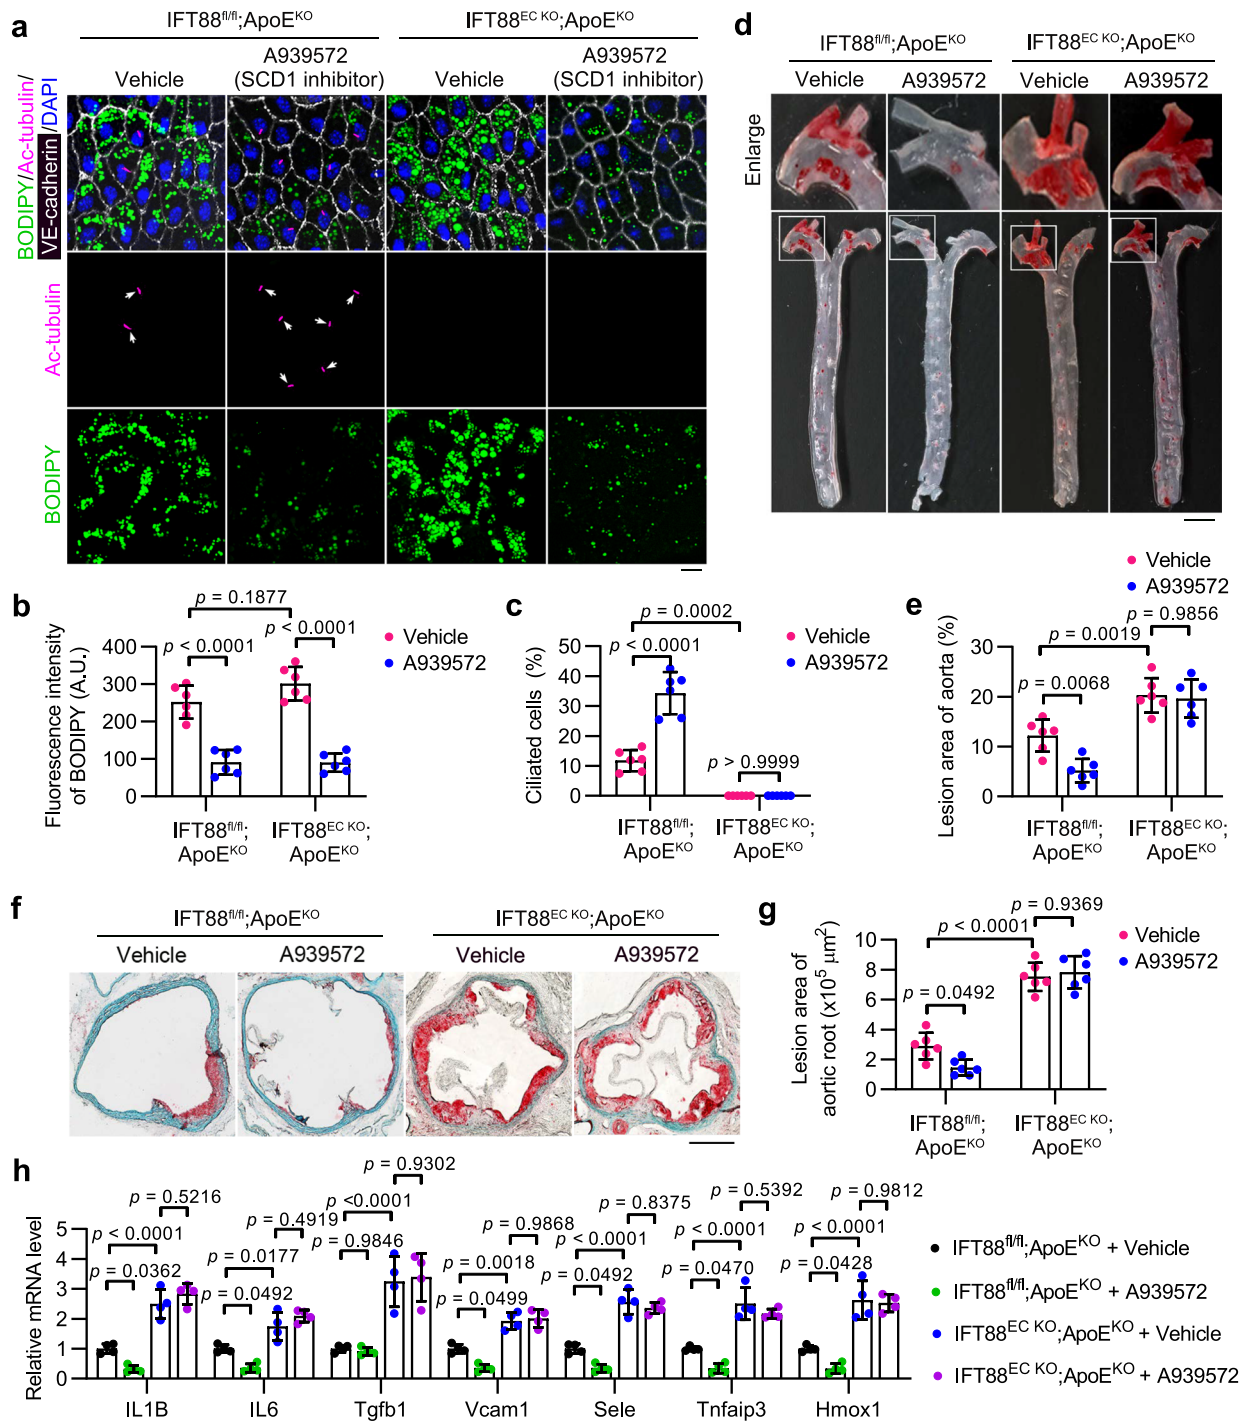 a
IFT88fl/fl;ApoEKO
IFT88EC KO;ApoEKO
Vehicle
A939572
(SCD1 inhibitor)
Vehicle
A939572
(SCD1 inhibitor)
BODIPY/Ac-tubulin/
VE-cadherin/DAPI
Ac-tubulin
BODIPY
d
IFT88fl/fl;ApoEKO
IFT88EC KO;ApoEKO
Vehicle
A939572
Vehicle
A939572
Enlarge
b
Fluorescence intensity
of BODIPY (A.U.)
400
300
200
100
0
p = 0.1877
p < 0.0001
p < 0.0001
Vehicle
A939572
IFT88fl/fl;
ApoEKO
IFT88EC KO;
ApoEKO
c
Ciliated cells (%)
50
40
30
20
10
0
p = 0.0002
p < 0.0001
p > 0.9999
Vehicle
A939572
IFT88fl/fl;
ApoEKO
IFT88EC KO;
ApoEKO
e
Vehicle
A939572
Lesion area of aorta (%)
30
20
10
0
p = 0.9856
p = 0.0019
p = 0.0068
IFT88fl/fl;
ApoEKO
IFT88EC KO;
ApoEKO
f
IFT88fl/fl;ApoEKO
IFT88EC KO;ApoEKO
Vehicle
A939572
Vehicle
A939572
g
Lesion area of
aortic root (x10⁵ μm²)
10
8
6
4
2
0
p = 0.9369
p < 0.0001
p = 0.0492
Vehicle
A939572
IFT88fl/fl;
ApoEKO
IFT88EC KO;
ApoEKO
h
Relative mRNA level
5
4
3
2
1
0
p = 0.5216
p < 0.0001
p = 0.0362
p = 0.4919
p = 0.0177
p = 0.0492
p = 0.9302
p <0.0001
p = 0.9846
p = 0.9868
p = 0.0018
p = 0.0499
p = 0.8375
p < 0.0001
p = 0.0492
p = 0.5392
p < 0.0001
p = 0.0470
p = 0.9812
p < 0.0001
p = 0.0428
IL1B
IL6
Tgfb1
Vcam1
Sele
Tnfaip3
Hmox1
IFT88fl/fl;ApoEKO + Vehicle
IFT88fl/fl;ApoEKO + A939572
IFT88EC KO;ApoEKO + Vehicle
IFT88EC KO;ApoEKO + A939572